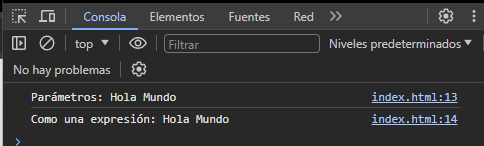 Consola Elementos Fuentes Red
top Filtrar Niveles predeterminados
No hay problemas
Parámetros: Hola Mundo index.html:13
Como una expresión: Hola Mundo index.html:14